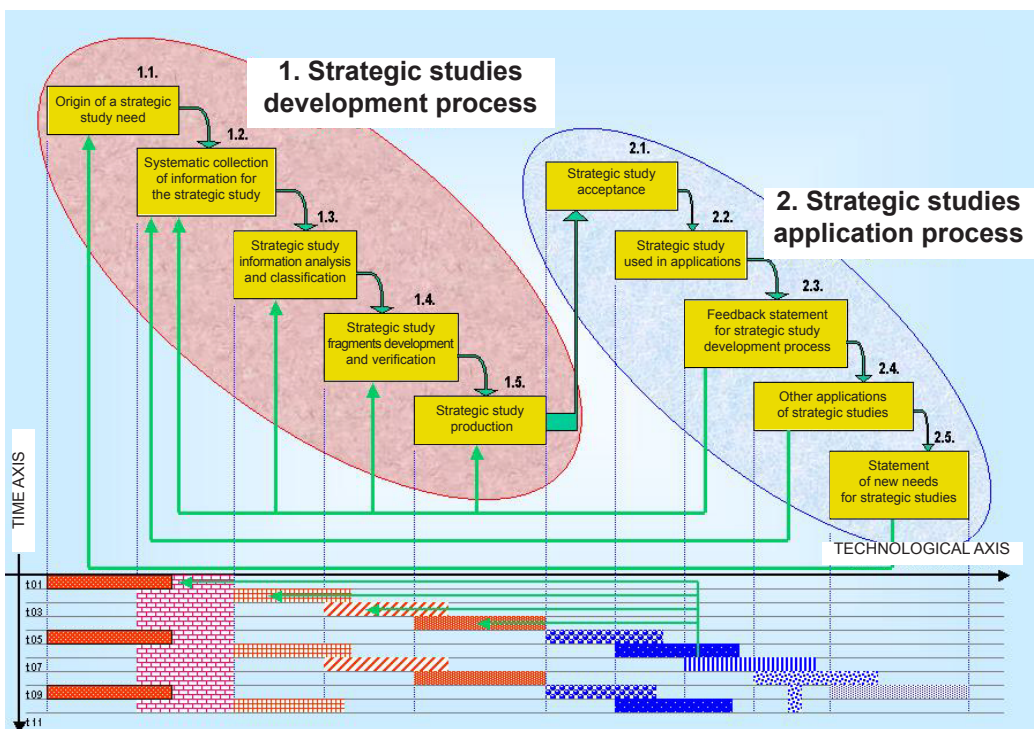 1. Strategic studies
development process
1.1.
Origin of a strategic
study need
1.2.
Systematic collection
of information for
the strategic study
1.3.
Strategic study
information analysis
and classification
1.4.
Strategic study
fragments development
and verification
1.5.
Strategic study
production
2. Strategic studies
application process
2.1.
Strategic study
acceptance
2.2.
Strategic study
used in applications
2.3.
Feedback statement
for strategic study
development process
2.4.
Other applications
of strategic studies
2.5.
Statement
of new needs
for strategic studies
TIME AXIS
TECHNOLOGICAL AXIS
t01
t03
t05
t07
t09
t11